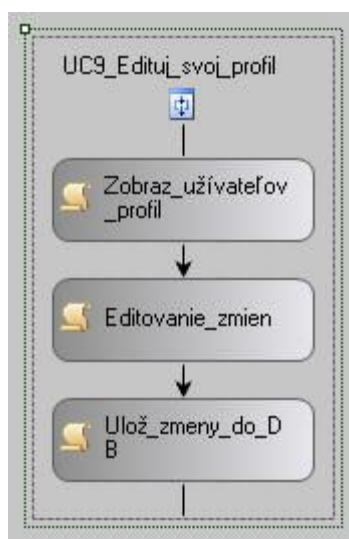 UC9_Edituj_svoj_profil
Zobraz_užívateľov
_profil
Editovanie_zmien
Ulož_zmeny_do_D
B